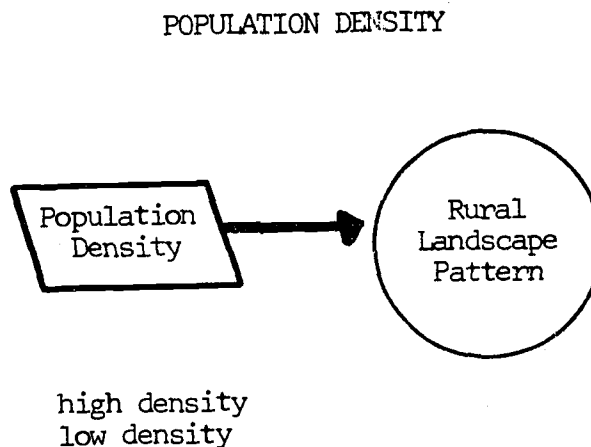 POPULATION DENSITY
Population
Density
Rural
Landscape
Pattern
high density
low density